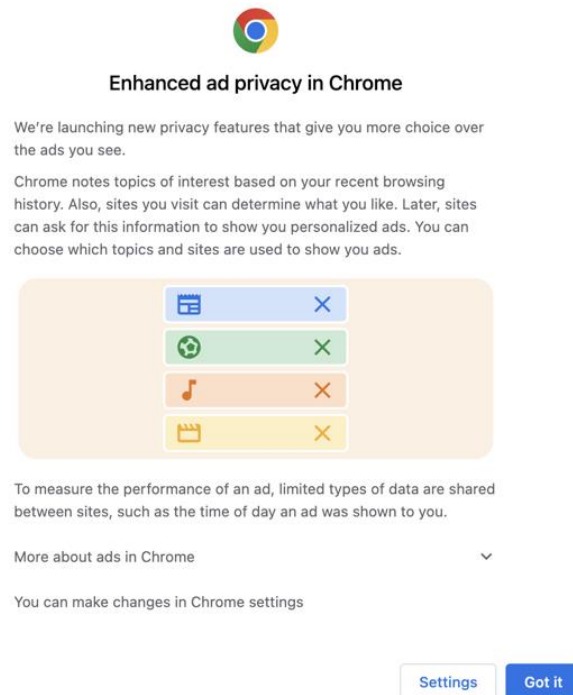 Enhanced ad privacy in Chrome
We're launching new privacy features that give you more choice over
the ads you see.
Chrome notes topics of interest based on your recent browsing
history. Also, sites you visit can determine what you like. Later, sites
can ask for this information to show you personalized ads. You can
choose which topics and sites are used to show you ads.
To measure the performance of an ad, limited types of data are shared
between sites, such as the time of day an ad was shown to you.
More about ads in Chrome
You can make changes in Chrome settings
Settings
Got it